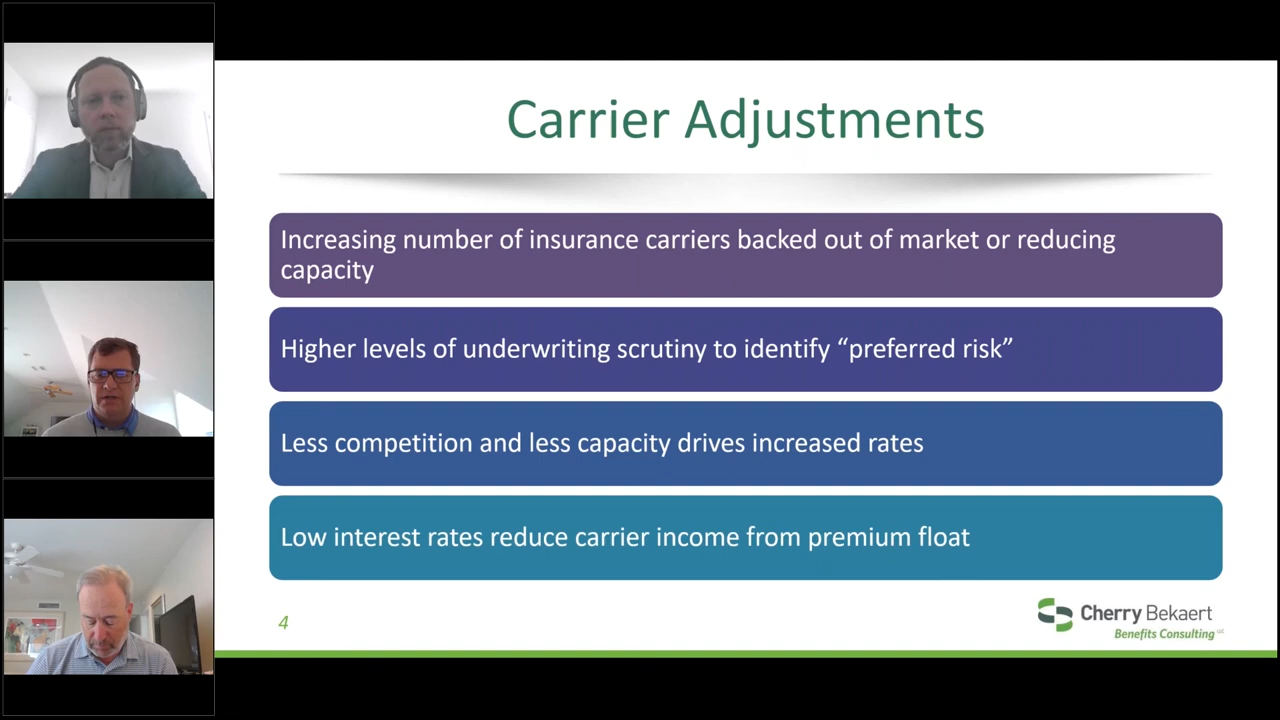 Carrier Adjustments
Increasing number of insurance carriers backed out of market or reducing
capacity
Higher levels of underwriting scrutiny to identify “preferred risk”
Less competition and less capacity drives increased rates
Low interest rates reduce carrier income from premium float
4
Cherry Bekaert
Benefits Consulting LLC